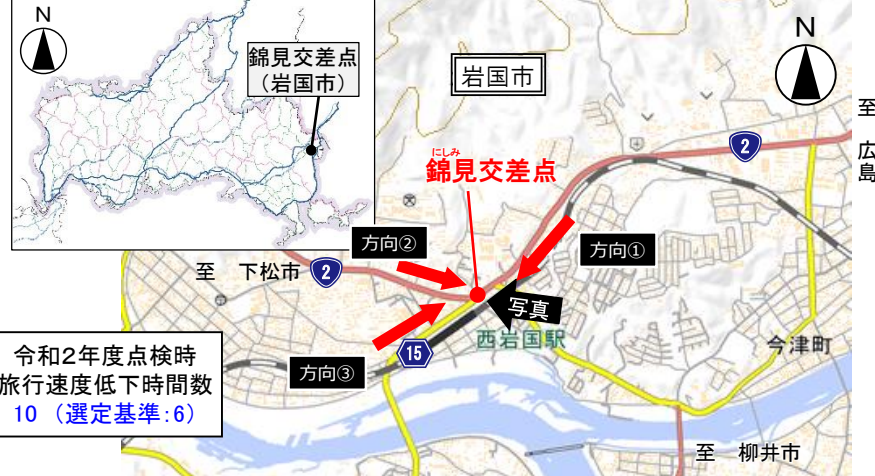 N
錦見交差点
（岩国市）
岩国市
N
至
広島
2
にしみ
錦見交差点
方向②
方向①
至 下松市
2
写真
西岩国駅
15
方向③
今津町
至 柳井市
令和2年度点検時
旅行速度低下時間数
10 （選定基準:6）